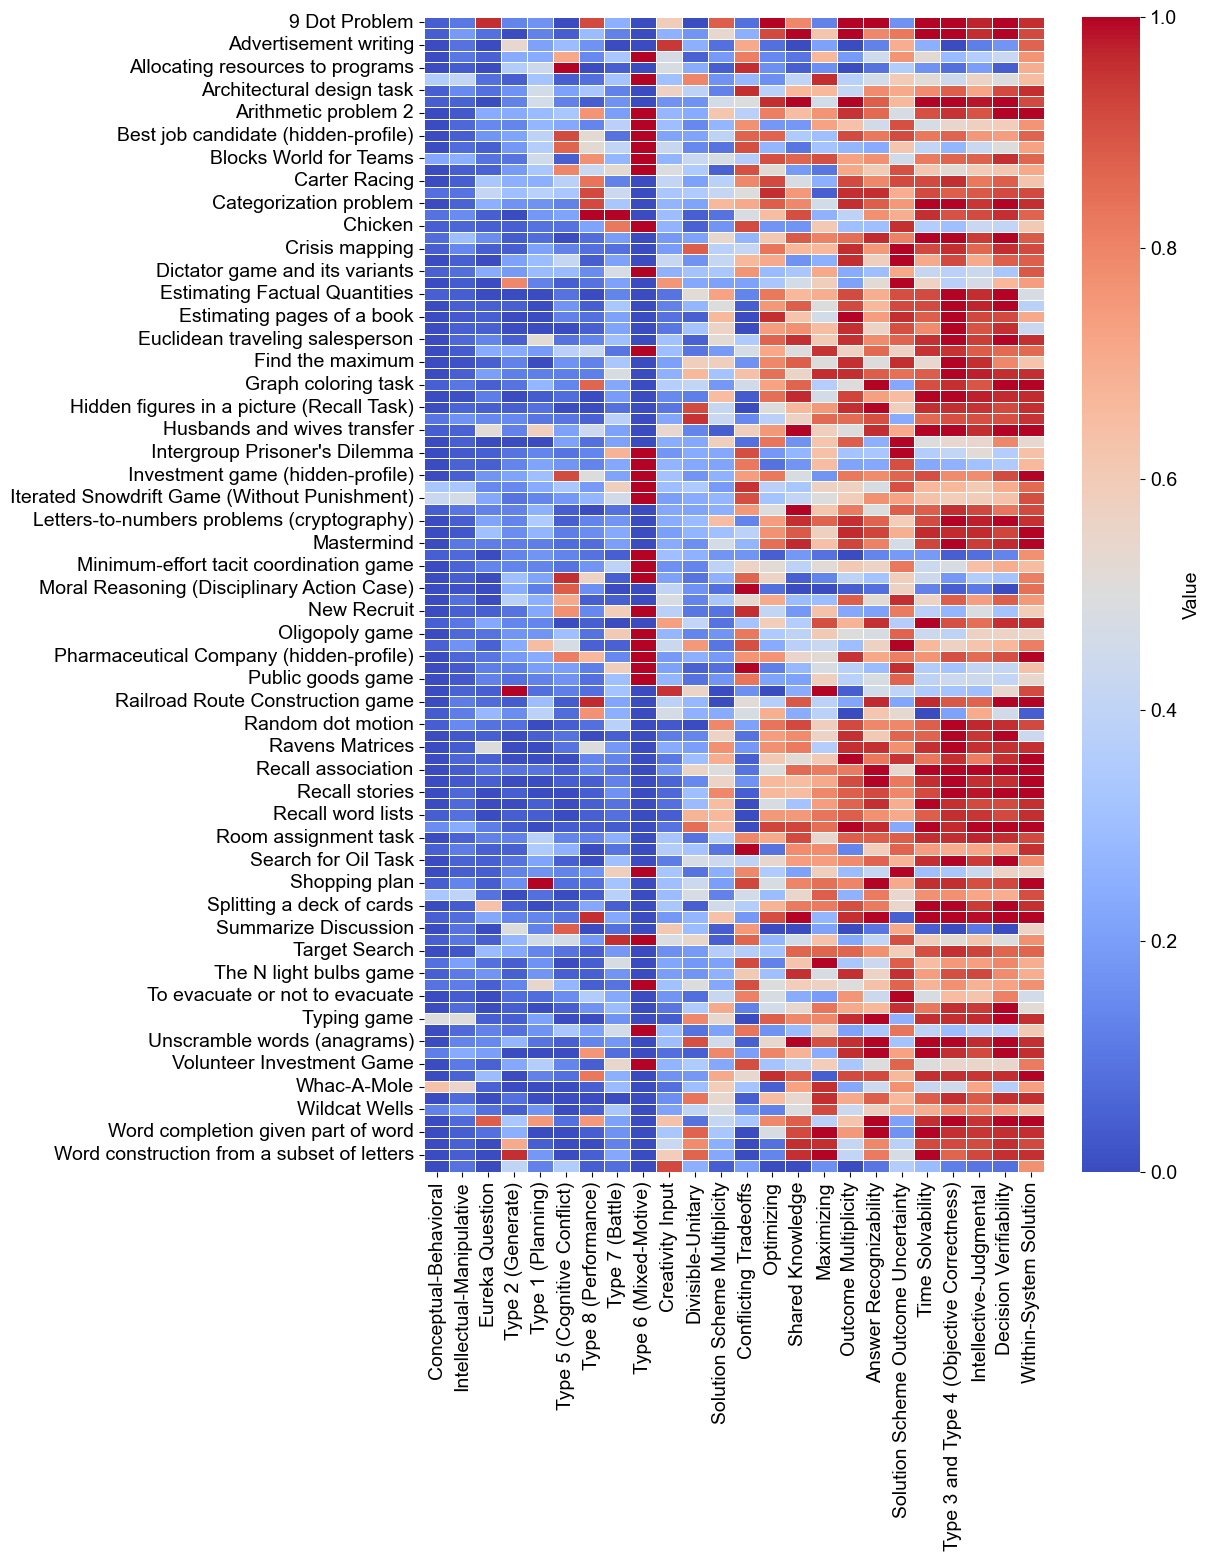 9 Dot Problem
Advertisement writing
Allocating resources to programs
Architectural design task
Arithmetic problem 2
Best job candidate (hidden-profile)
Blocks World for Teams
Carter Racing
Categorization problem
Chicken
Crisis mapping
Dictator game and its variants
Estimating Factual Quantities
Estimating pages of a book
Euclidean traveling salesperson
Find the maximum
Graph coloring task
Hidden figures in a picture (Recall Task)
Husbands and wives transfer
Intergroup Prisoner's Dilemma
Investment game (hidden-profile)
Iterated Snowdrift Game (Without Punishment)
Letters-to-numbers problems (cryptography)
Mastermind
Minimum-effort tacit coordination game
Moral Reasoning (Disciplinary Action Case)
New Recruit
Oligopoly game
Pharmaceutical Company (hidden-profile)
Public goods game
Railroad Route Construction game
Random dot motion
Ravens Matrices
Recall association
Recall stories
Recall word lists
Room assignment task
Search for Oil Task
Shopping plan
Splitting a deck of cards
Summarize Discussion
Target Search
The N light bulbs game
To evacuate or not to evacuate
Typing game
Unscramble words (anagrams)
Volunteer Investment Game
Whac-A-Mole
Wildcat Wells
Word completion given part of word
Word construction from a subset of letters
Conceptual-Behavioral
Intellectual-Manipulative
Eureka Question
Type 2 (Generate)
Type 1 (Planning)
Type 5 (Cognitive Conflict)
Type 8 (Performance)
Type 7 (Battle)
Type 6 (Mixed-Motive)
Creativity Input
Divisible-Unitary
Solution Scheme Multiplicity
Conflicting Tradeoffs
Optimizing
Shared Knowledge
Maximizing
Outcome Multiplicity
Answer Recognizability
Solution Scheme Outcome Uncertainty
Time Solvability
Type 3 and Type 4 (Objective Correctness)
Intellective-Judgmental
Decision Verifiability
Within-System Solution
1.0
0.8
0.6
0.4
0.2
0.0
Value